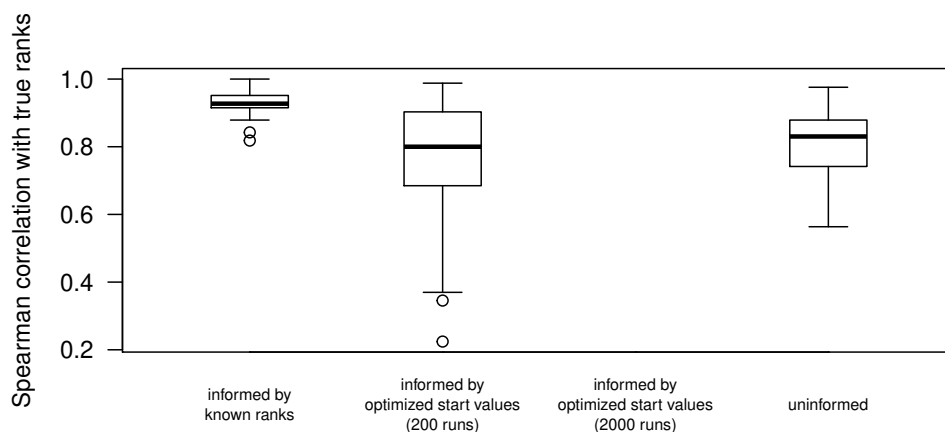 Spearman correlation with true ranks
1.0
0.8
0.6
0.4
0.2
informed by
known ranks
informed by
optimized start values
(200 runs)
informed by
optimized start values
(2000 runs)
uninformed